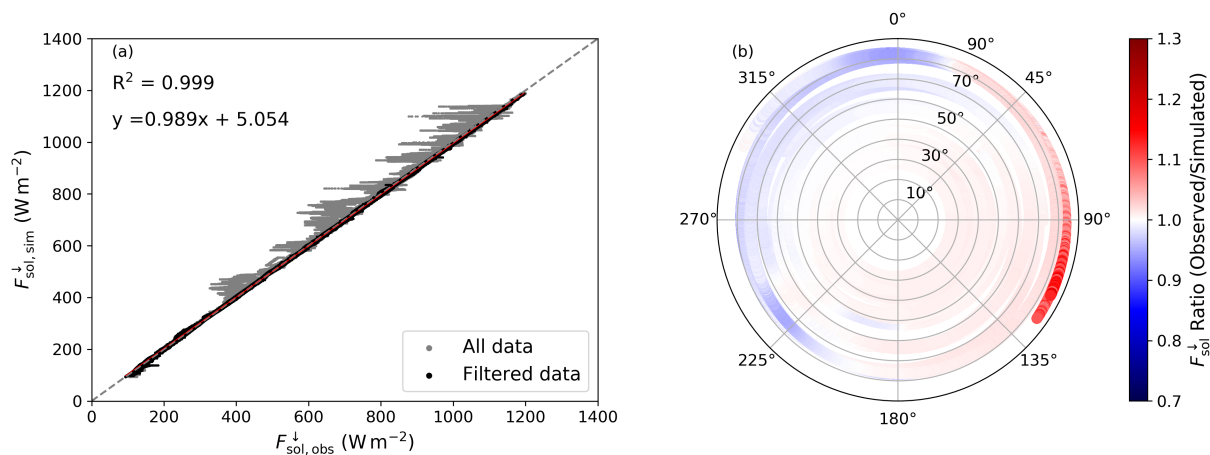 (a)
R² = 0.999
y =0.989x + 5.054
1400
1200
1000
800
600
400
200
0
0 200 400 600 800 1000 1200 1400
F↓sol, sim (W m−2)
F↓sol, obs (W m−2)
All data
Filtered data
(b)
0°
45°
90°
135°
180°
225°
270°
315°
10°
30°
50°
70°
90°
1.3
1.2
1.1
1.0
0.9
0.8
0.7
F↓sol Ratio (Observed/Simulated)